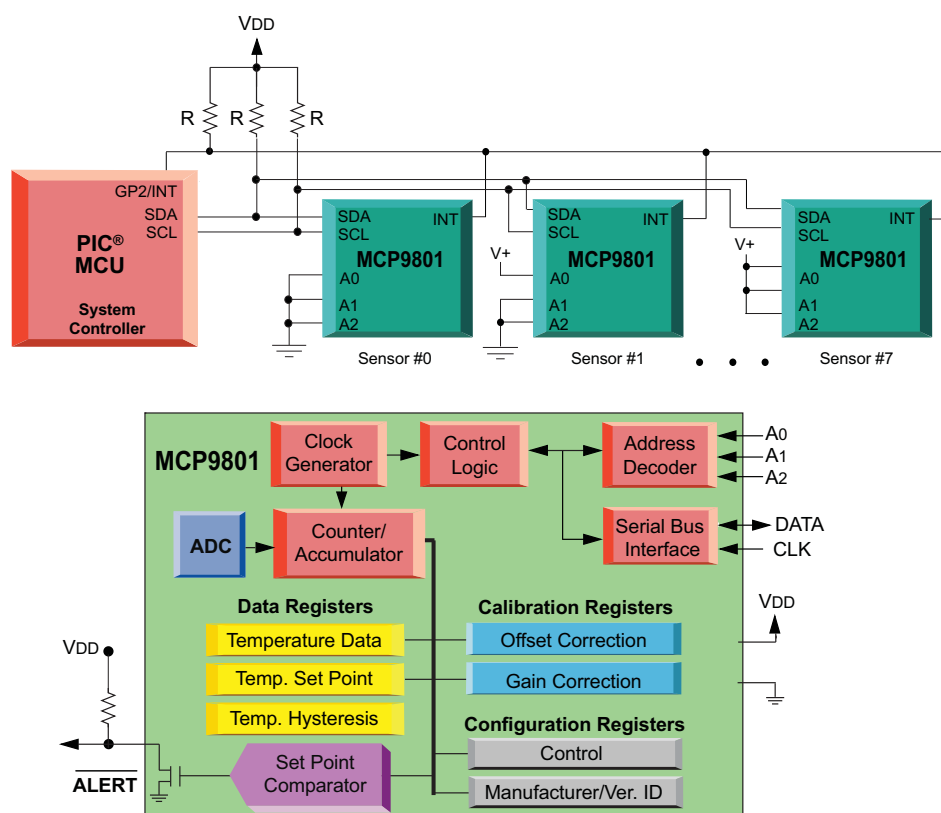 VDD
R R R
GP2/INT
SDA
SCL
PIC®
MCU
System
Controller
SDA INT
SCL
MCP9801
A0
A1
A2
Sensor #0
V+
SDA INT
SCL
MCP9801
A0
A1
A2
Sensor #1
V+
SDA INT
SCL
MCP9801
A0
A1
A2
Sensor #7
MCP9801
Clock
Generator
Control
Logic
Address
Decoder
A0
A1
A2
ADC
Counter/
Accumulator
Serial Bus
Interface
DATA
CLK
Data Registers
Temperature Data
Temp. Set Point
Temp. Hysteresis
Calibration Registers
Offset Correction
Gain Correction
VDD
Configuration Registers
Control
Manufacturer/Ver. ID
VDD
ALERT
Set Point
Comparator